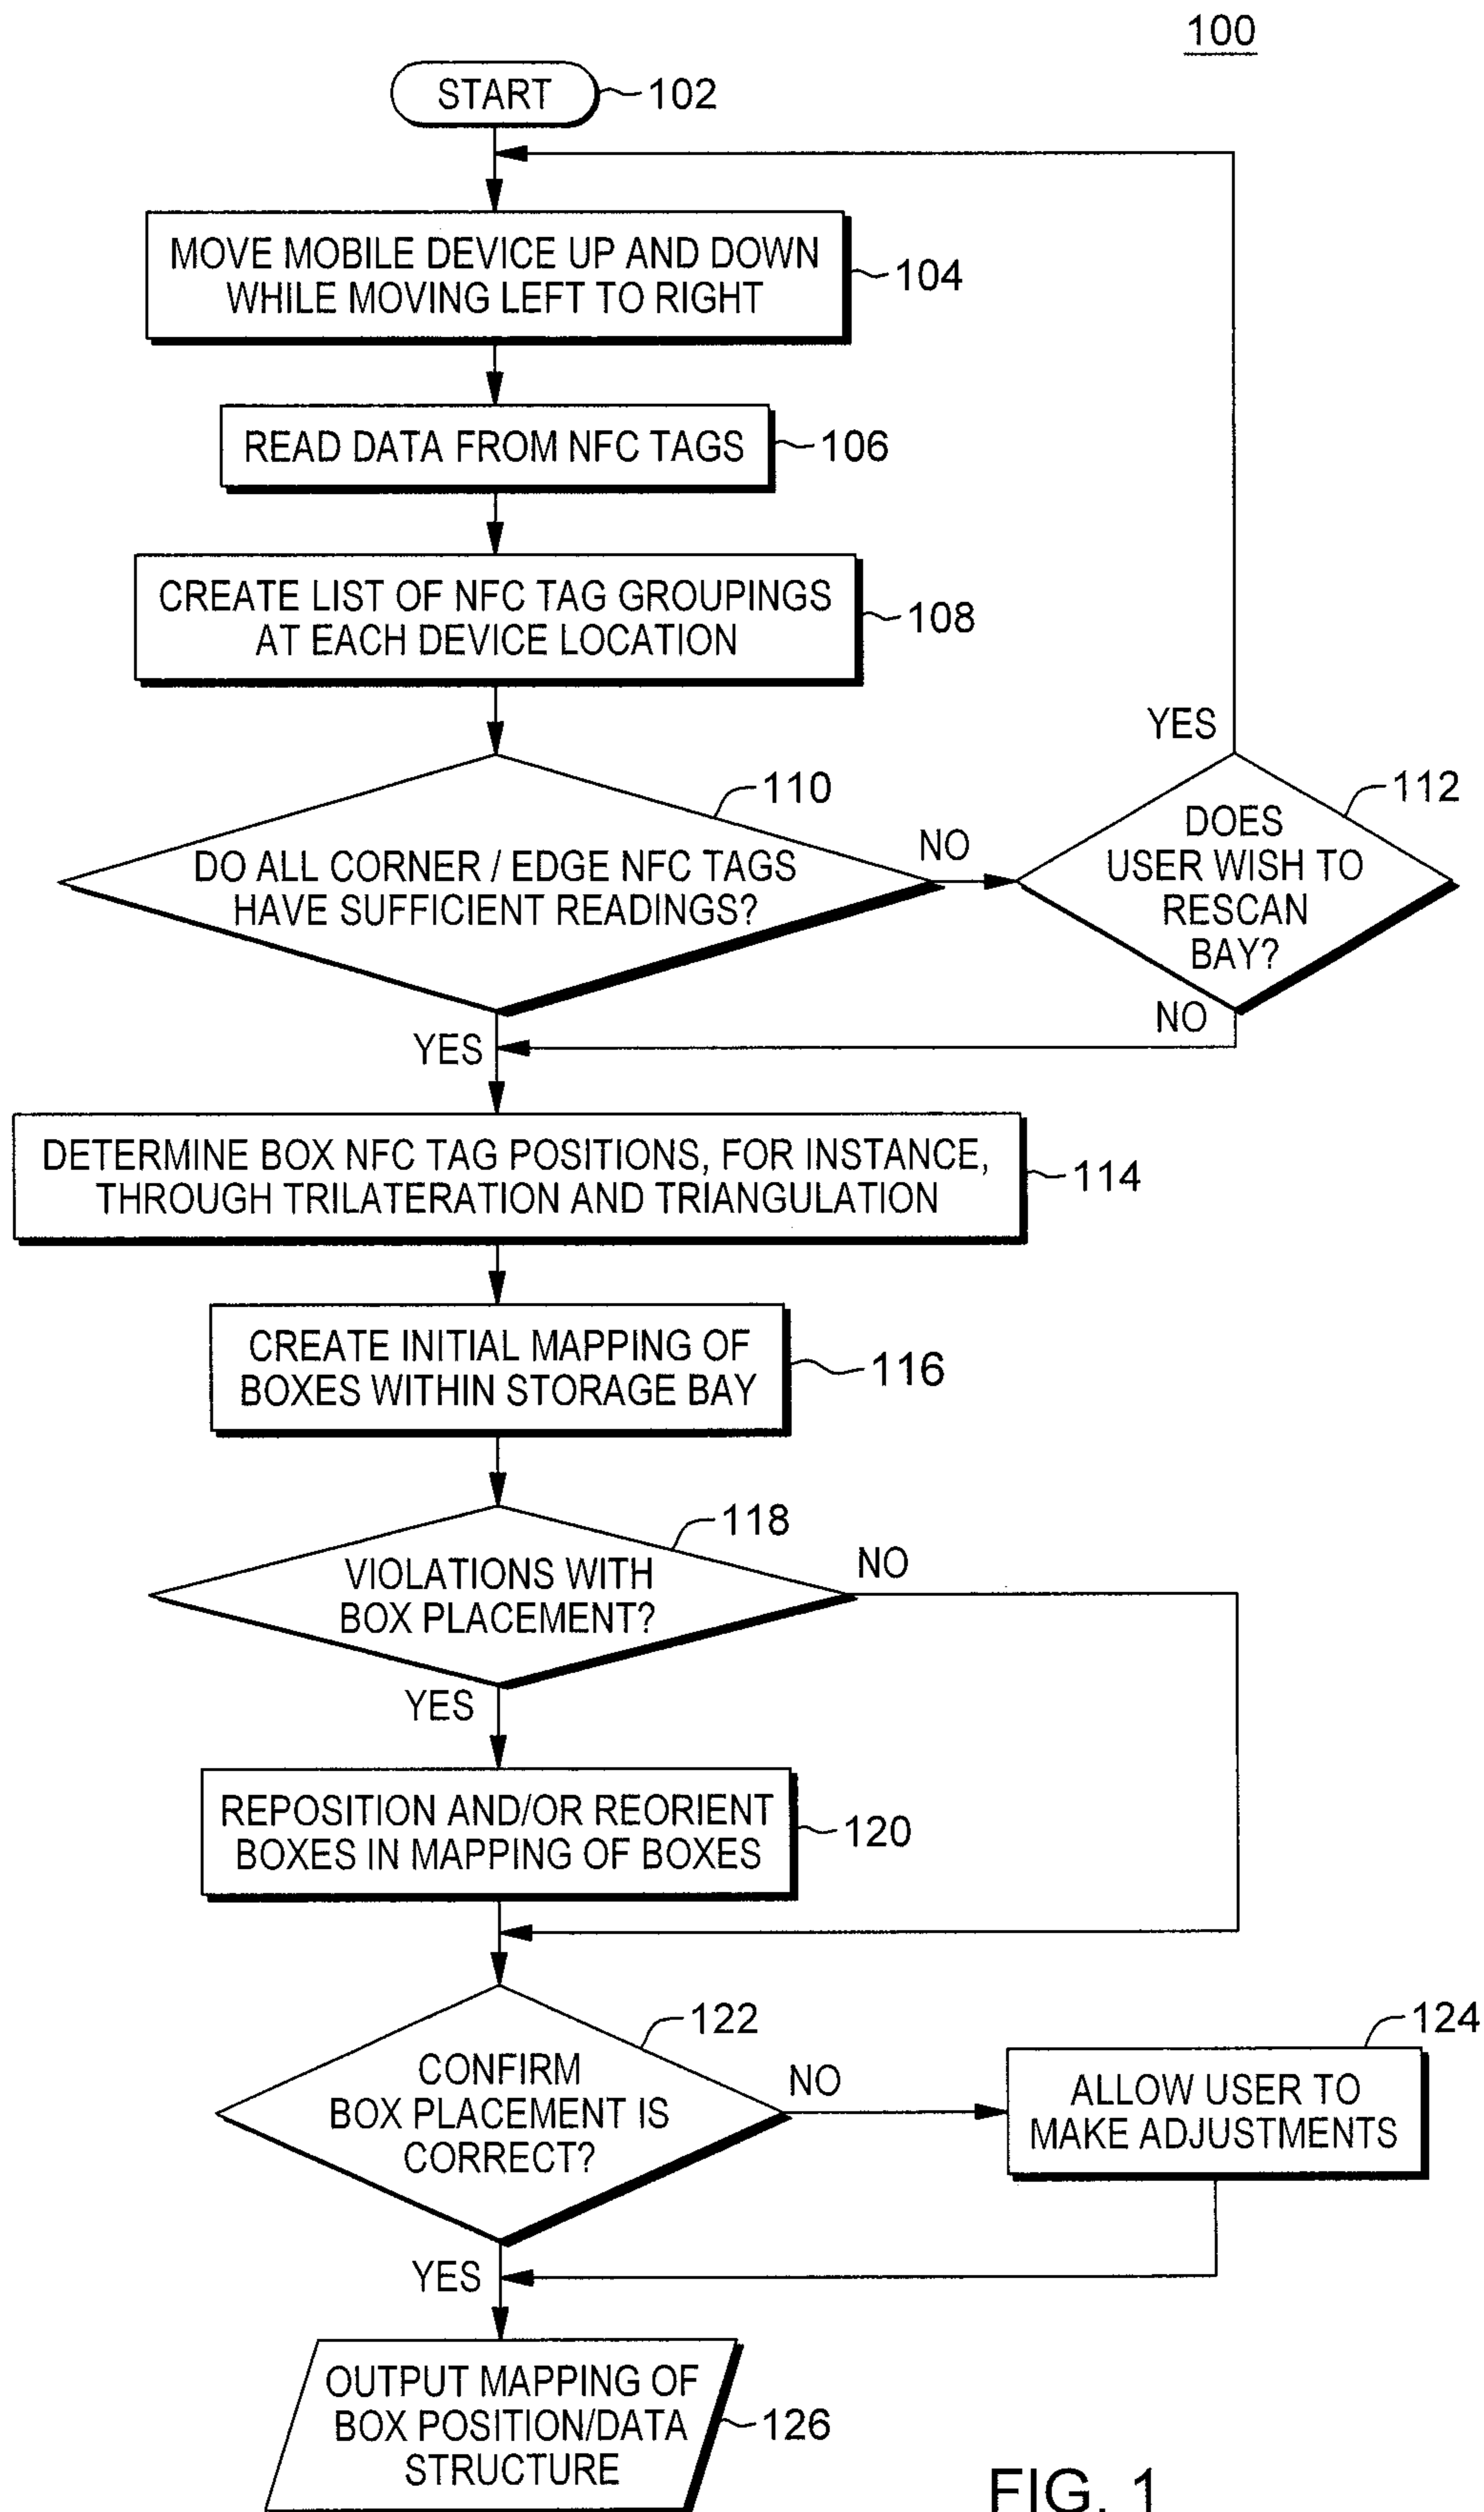 100
START
102
MOVE MOBILE DEVICE UP AND DOWN
WHILE MOVING LEFT TO RIGHT
104
READ DATA FROM NFC TAGS
106
CREATE LIST OF NFC TAG GROUPINGS
AT EACH DEVICE LOCATION
108
DO ALL CORNER / EDGE NFC TAGS
HAVE SUFFICIENT READINGS?
110
NO
YES
DOES
USER WISH TO
RESCAN
BAY?
112
YES
NO
DETERMINE BOX NFC TAG POSITIONS, FOR INSTANCE,
THROUGH TRILATERATION AND TRIANGULATION
114
CREATE INITIAL MAPPING OF
BOXES WITHIN STORAGE BAY
116
VIOLATIONS WITH
BOX PLACEMENT?
118
NO
YES
REPOSITION AND/OR REORIENT
BOXES IN MAPPING OF BOXES
120
CONFIRM
BOX PLACEMENT IS
CORRECT?
122
NO
ALLOW USER TO
MAKE ADJUSTMENTS
124
YES
OUTPUT MAPPING OF
BOX POSITION/DATA
STRUCTURE
126
FIG. 1